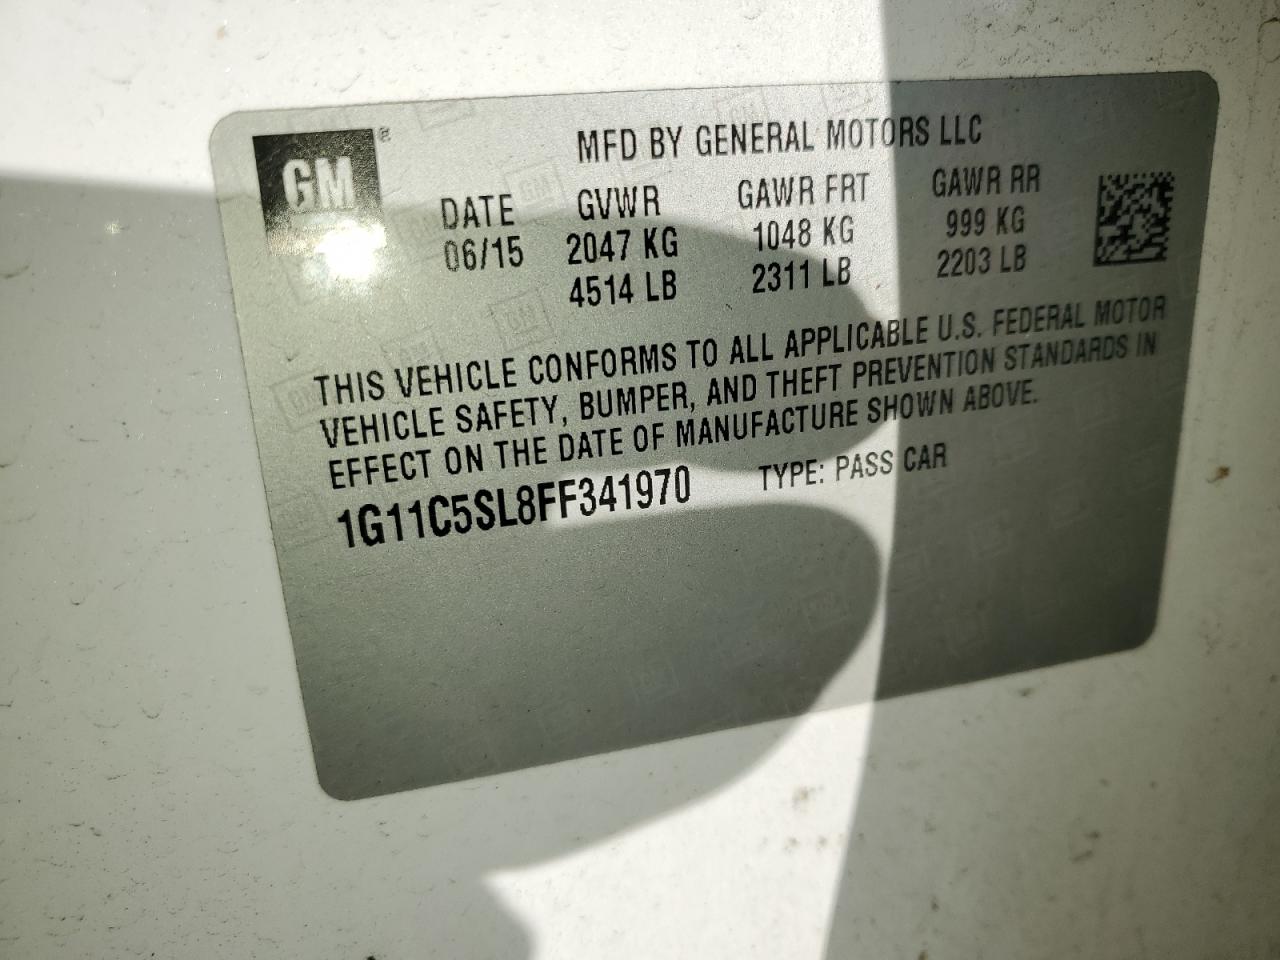 GM ®
MFD BY GENERAL MOTORS LLC
DATE GVWR GAWR FRT GAWR RR
06/15 2047 KG 1048 KG 999 KG
4514 LB 2311 LB 2203 LB
THIS VEHICLE CONFORMS TO ALL APPLICABLE U.S. FEDERAL MOTOR
VEHICLE SAFETY, BUMPER, AND THEFT PREVENTION STANDARDS IN
EFFECT ON THE DATE OF MANUFACTURE SHOWN ABOVE.
1G11C5SL8FF341970 TYPE: PASS CAR